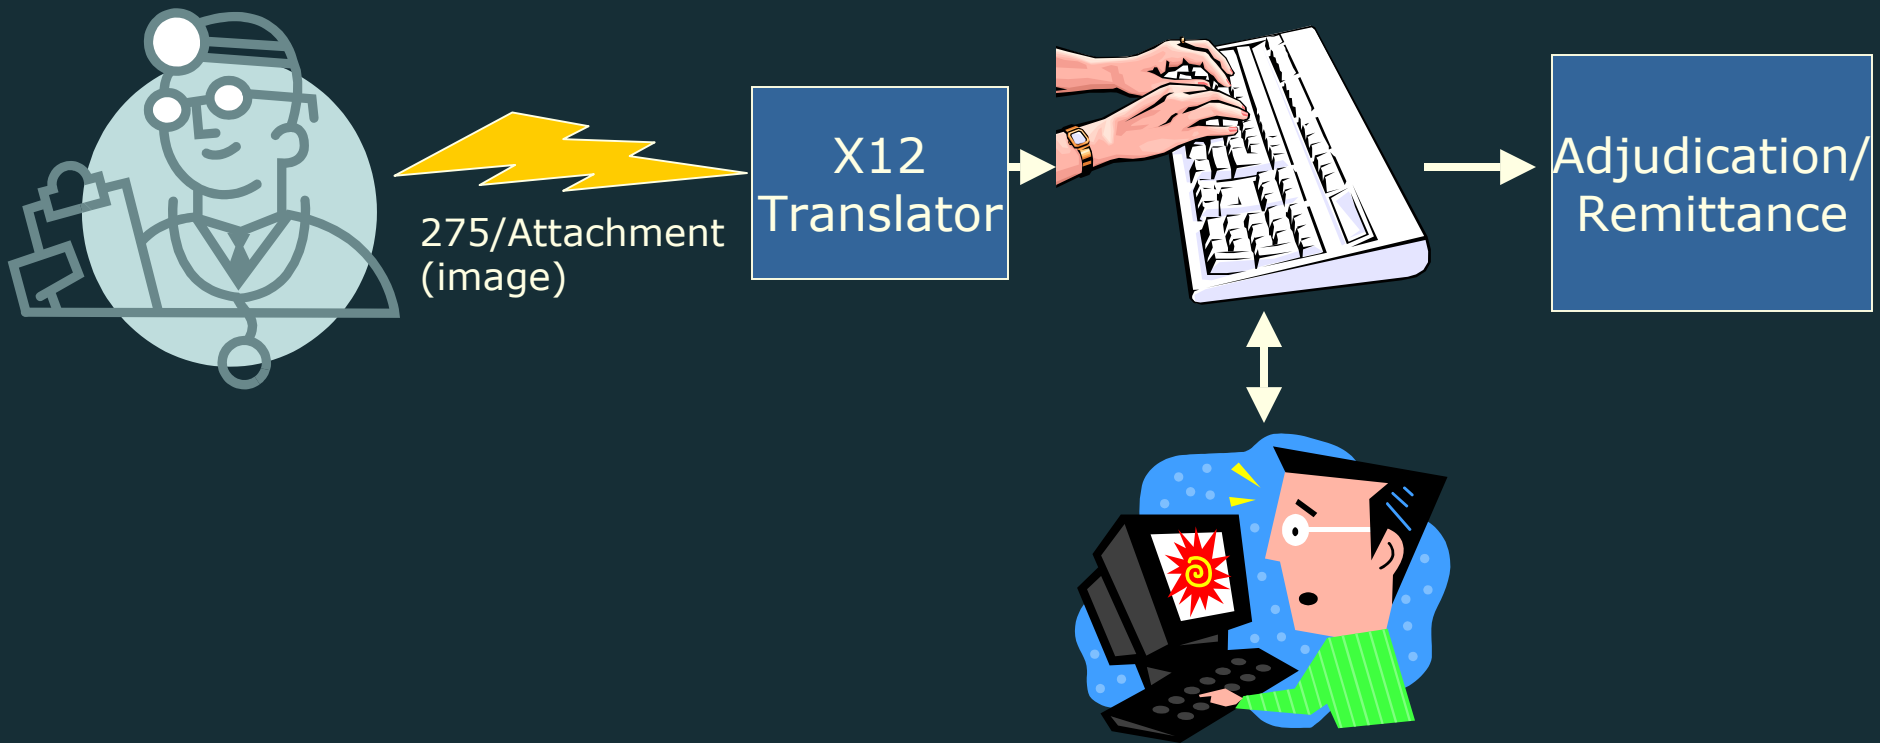 275/Attachment
(image)
X12
Translator
Adjudication/
Remittance